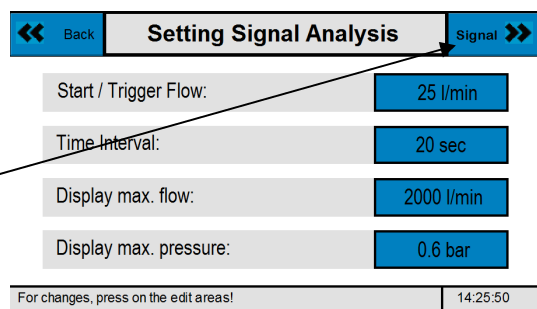 Back
Setting Signal Analysis
Signal
Start / Trigger Flow:
25 l/min
Time Interval:
20 sec
Display max. flow:
2000 l/min
Display max. pressure:
0.6 bar
For changes, press on the edit areas!
14:25:50